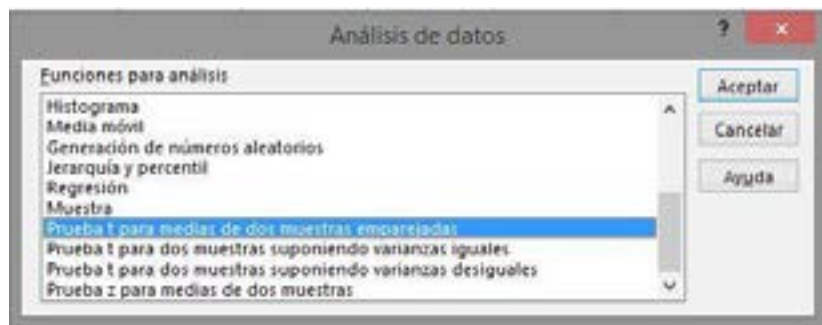 Análisis de datos
?
x
Funciones para análisis
Histograma
Media móvil
Generación de números aleatorios
Jerarquía y percentil
Regresión
Muestra
Prueba t para medias de dos muestras emparejadas
Prueba t para dos muestras suponiendo varianzas iguales
Prueba t para dos muestras suponiendo varianzas desiguales
Prueba z para medias de dos muestras
Aceptar
Cancelar
Ayuda